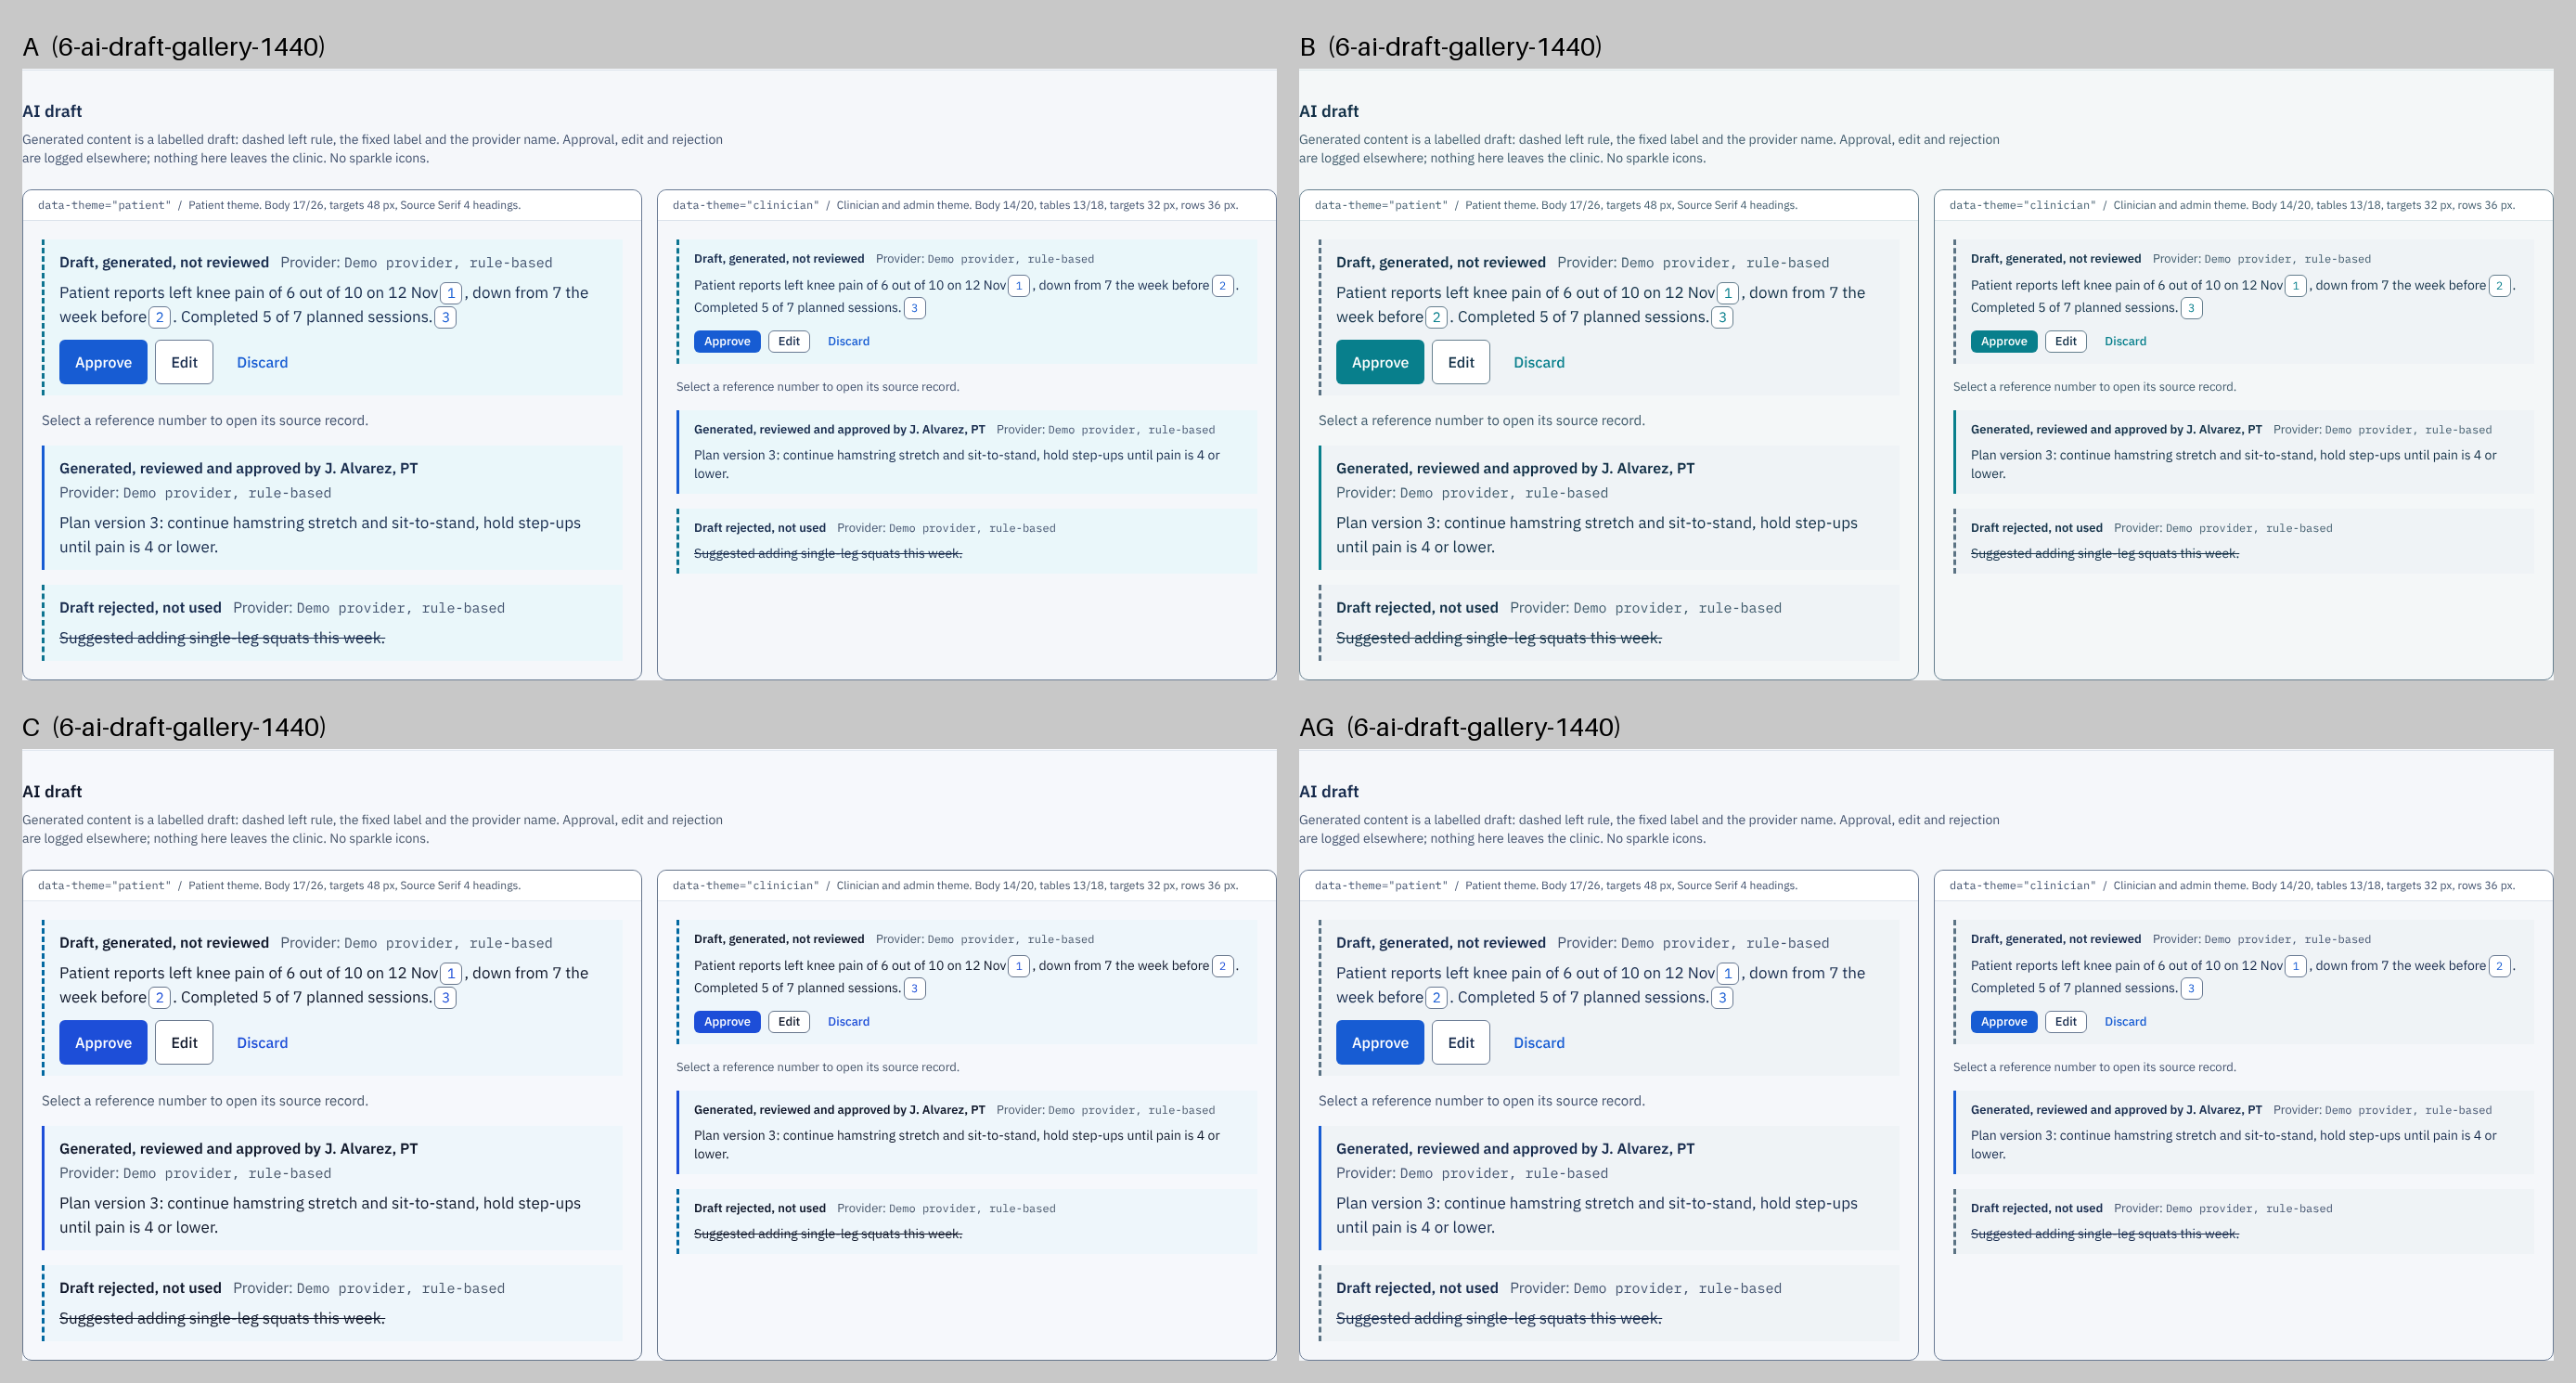 A (6-ai-draft-gallery-1440)
AI draft
Generated content is a labelled draft: dashed left rule, the fixed label and the provider name. Approval, edit and rejection
are logged elsewhere; nothing here leaves the clinic. No sparkle icons.
data-theme="patient" / Patient theme. Body 17/26, targets 48 px, Source Serif 4 headings.
Draft, generated, not reviewed Provider: Demo provider, rule-based
Patient reports left knee pain of 6 out of 10 on 12 Nov 1 , down from 7 the
week before 2 . Completed 5 of 7 planned sessions. 3
Approve Edit Discard
Select a reference number to open its source record.
Generated, reviewed and approved by J. Alvarez, PT
Provider: Demo provider, rule-based
Plan version 3: continue hamstring stretch and sit-to-stand, hold step-ups
until pain is 4 or lower.
Draft rejected, not used Provider: Demo provider, rule-based
Suggested adding single-leg squats this week.
data-theme="clinician" / Clinician and admin theme. Body 14/20, tables 13/18, targets 32 px, rows 36 px.
Draft, generated, not reviewed Provider: Demo provider, rule-based
Patient reports left knee pain of 6 out of 10 on 12 Nov 1 , down from 7 the week before 2 .
Completed 5 of 7 planned sessions. 3
Approve Edit Discard
Select a reference number to open its source record.
Generated, reviewed and approved by J. Alvarez, PT Provider: Demo provider, rule-based
Plan version 3: continue hamstring stretch and sit-to-stand, hold step-ups until pain is 4 or
lower.
Draft rejected, not used Provider: Demo provider, rule-based
Suggested adding single-leg squats this week.
B (6-ai-draft-gallery-1440)
AI draft
Generated content is a labelled draft: dashed left rule, the fixed label and the provider name. Approval, edit and rejection
are logged elsewhere; nothing here leaves the clinic. No sparkle icons.
data-theme="patient" / Patient theme. Body 17/26, targets 48 px, Source Serif 4 headings.
Draft, generated, not reviewed Provider: Demo provider, rule-based
Patient reports left knee pain of 6 out of 10 on 12 Nov 1 , down from 7 the
week before 2 . Completed 5 of 7 planned sessions. 3
Approve Edit Discard
Select a reference number to open its source record.
Generated, reviewed and approved by J. Alvarez, PT
Provider: Demo provider, rule-based
Plan version 3: continue hamstring stretch and sit-to-stand, hold step-ups
until pain is 4 or lower.
Draft rejected, not used Provider: Demo provider, rule-based
Suggested adding single-leg squats this week.
data-theme="clinician" / Clinician and admin theme. Body 14/20, tables 13/18, targets 32 px, rows 36 px.
Draft, generated, not reviewed Provider: Demo provider, rule-based
Patient reports left knee pain of 6 out of 10 on 12 Nov 1 , down from 7 the week before 2 .
Completed 5 of 7 planned sessions. 3
Approve Edit Discard
Select a reference number to open its source record.
Generated, reviewed and approved by J. Alvarez, PT Provider: Demo provider, rule-based
Plan version 3: continue hamstring stretch and sit-to-stand, hold step-ups until pain is 4 or
lower.
Draft rejected, not used Provider: Demo provider, rule-based
Suggested adding single-leg squats this week.
C (6-ai-draft-gallery-1440)
AI draft
Generated content is a labelled draft: dashed left rule, the fixed label and the provider name. Approval, edit and rejection
are logged elsewhere; nothing here leaves the clinic. No sparkle icons.
data-theme="patient" / Patient theme. Body 17/26, targets 48 px, Source Serif 4 headings.
Draft, generated, not reviewed Provider: Demo provider, rule-based
Patient reports left knee pain of 6 out of 10 on 12 Nov 1 , down from 7 the
week before 2 . Completed 5 of 7 planned sessions. 3
Approve Edit Discard
Select a reference number to open its source record.
Generated, reviewed and approved by J. Alvarez, PT
Provider: Demo provider, rule-based
Plan version 3: continue hamstring stretch and sit-to-stand, hold step-ups
until pain is 4 or lower.
Draft rejected, not used Provider: Demo provider, rule-based
Suggested adding single-leg squats this week.
data-theme="clinician" / Clinician and admin theme. Body 14/20, tables 13/18, targets 32 px, rows 36 px.
Draft, generated, not reviewed Provider: Demo provider, rule-based
Patient reports left knee pain of 6 out of 10 on 12 Nov 1 , down from 7 the week before 2 .
Completed 5 of 7 planned sessions. 3
Approve Edit Discard
Select a reference number to open its source record.
Generated, reviewed and approved by J. Alvarez, PT Provider: Demo provider, rule-based
Plan version 3: continue hamstring stretch and sit-to-stand, hold step-ups until pain is 4 or
lower.
Draft rejected, not used Provider: Demo provider, rule-based
Suggested adding single-leg squats this week.
AG (6-ai-draft-gallery-1440)
AI draft
Generated content is a labelled draft: dashed left rule, the fixed label and the provider name. Approval, edit and rejection
are logged elsewhere; nothing here leaves the clinic. No sparkle icons.
data-theme="patient" / Patient theme. Body 17/26, targets 48 px, Source Serif 4 headings.
Draft, generated, not reviewed Provider: Demo provider, rule-based
Patient reports left knee pain of 6 out of 10 on 12 Nov 1 , down from 7 the
week before 2 . Completed 5 of 7 planned sessions. 3
Approve Edit Discard
Select a reference number to open its source record.
Generated, reviewed and approved by J. Alvarez, PT
Provider: Demo provider, rule-based
Plan version 3: continue hamstring stretch and sit-to-stand, hold step-ups
until pain is 4 or lower.
Draft rejected, not used Provider: Demo provider, rule-based
Suggested adding single-leg squats this week.
data-theme="clinician" / Clinician and admin theme. Body 14/20, tables 13/18, targets 32 px, rows 36 px.
Draft, generated, not reviewed Provider: Demo provider, rule-based
Patient reports left knee pain of 6 out of 10 on 12 Nov 1 , down from 7 the week before 2 .
Completed 5 of 7 planned sessions. 3
Approve Edit Discard
Select a reference number to open its source record.
Generated, reviewed and approved by J. Alvarez, PT Provider: Demo provider, rule-based
Plan version 3: continue hamstring stretch and sit-to-stand, hold step-ups until pain is 4 or
lower.
Draft rejected, not used Provider: Demo provider, rule-based
Suggested adding single-leg squats this week.